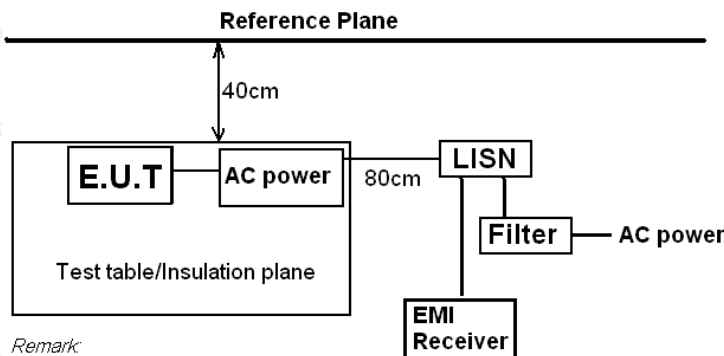 Reference Plane
40cm
E.U.T
AC power
80cm
LISN
Filter
AC power
Test table/Insulation plane
EMI
Receiver
Remark: